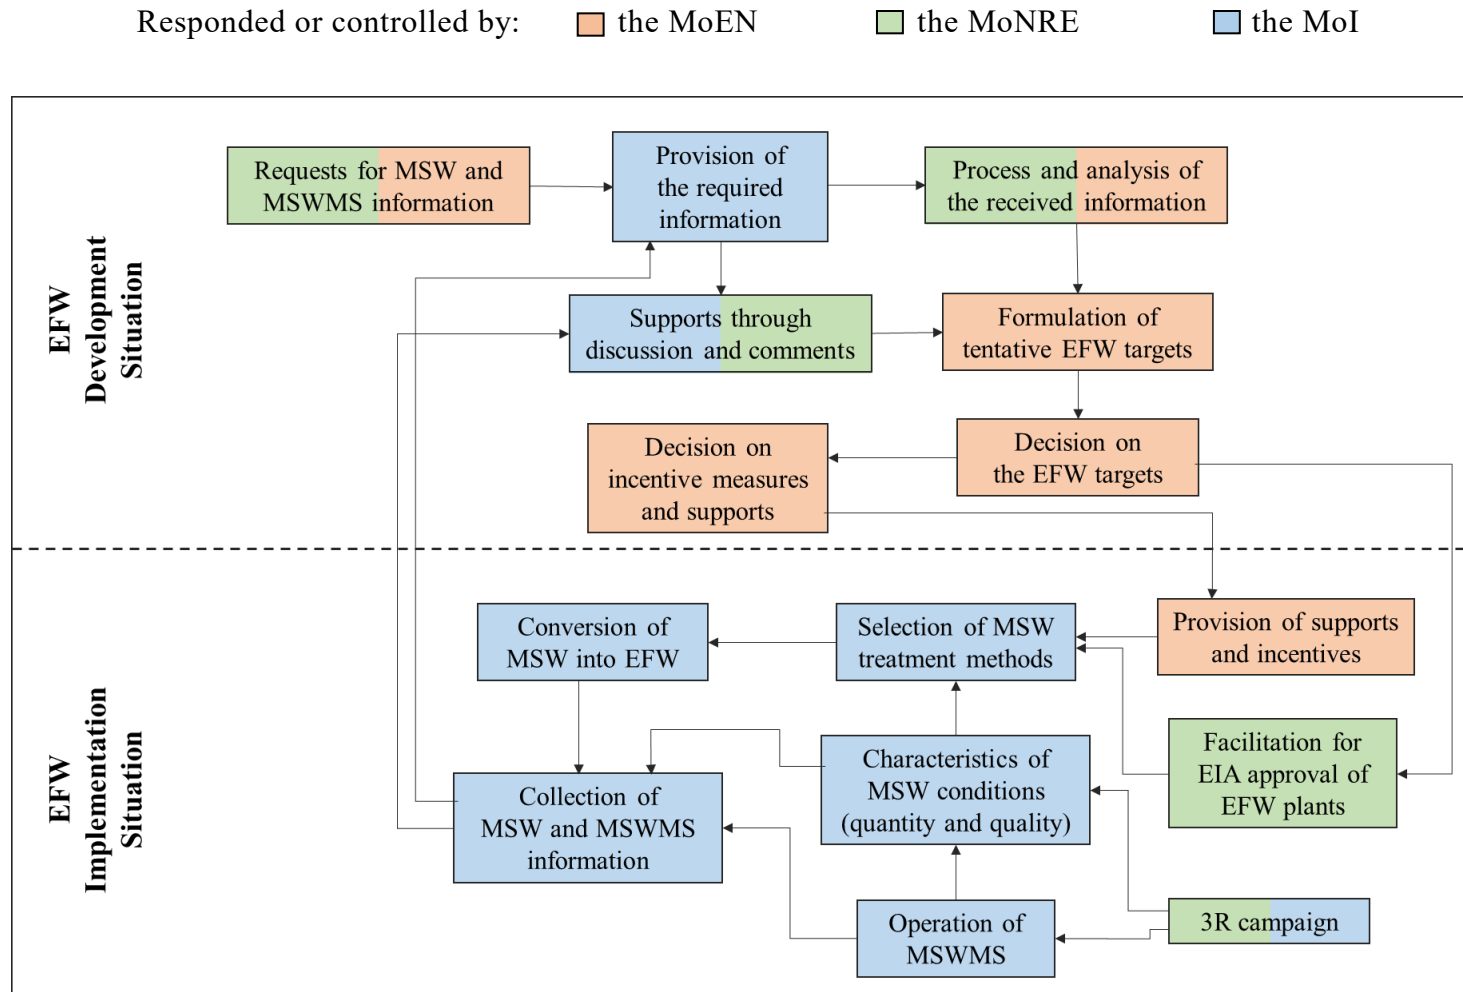 Responded or controlled by: the MoEN the MoNRE the MoI
EFW
Development
Situation
Requests for MSW and
MSWMS information
Provision of
the required
information
Process and analysis of
the received information
Supports through
discussion and comments
Formulation of
tentative EFW targets
Decision on
incentive measures
and supports
Decision on
the EFW targets
EFW
Implementation
Situation
Conversion of
MSW into EFW
Selection of MSW
treatment methods
Provision of supports
and incentives
Facilitation for
EIA approval of
EFW plants
Characteristics of
MSW conditions
(quantity and quality)
Collection of
MSW and MSWMS
information
Operation of
MSWMS
3R campaign